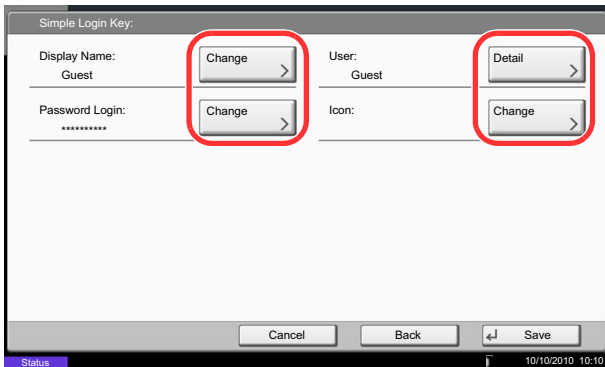 Simple Login Key:
Display Name:
Guest
Change
User:
Guest
Detail
Password Login:
**********
Change
Icon:
Change
Cancel
Back
Save
Status
10/10/2010 10:10